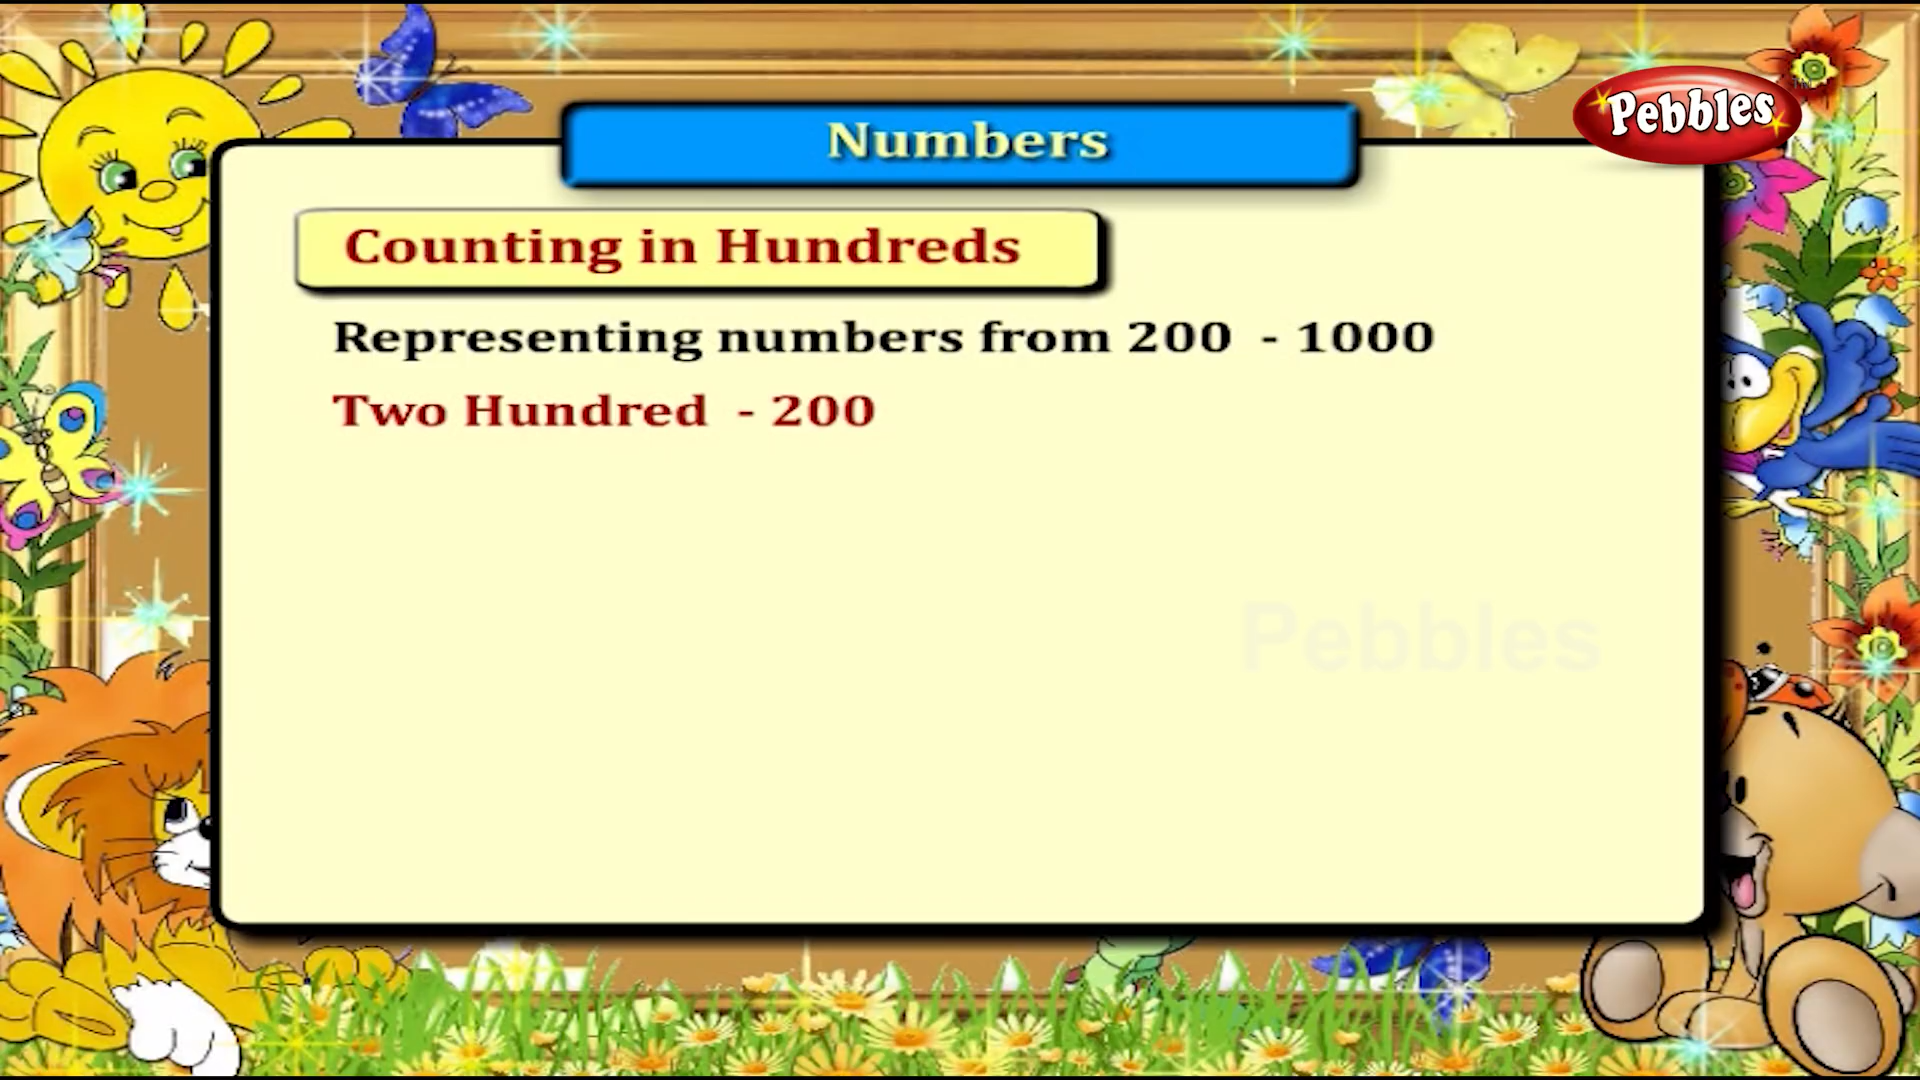 Numbers
Pebbles
Counting in Hundreds
Representing numbers from 200 - 1000
Two Hundred - 200
Pebbles